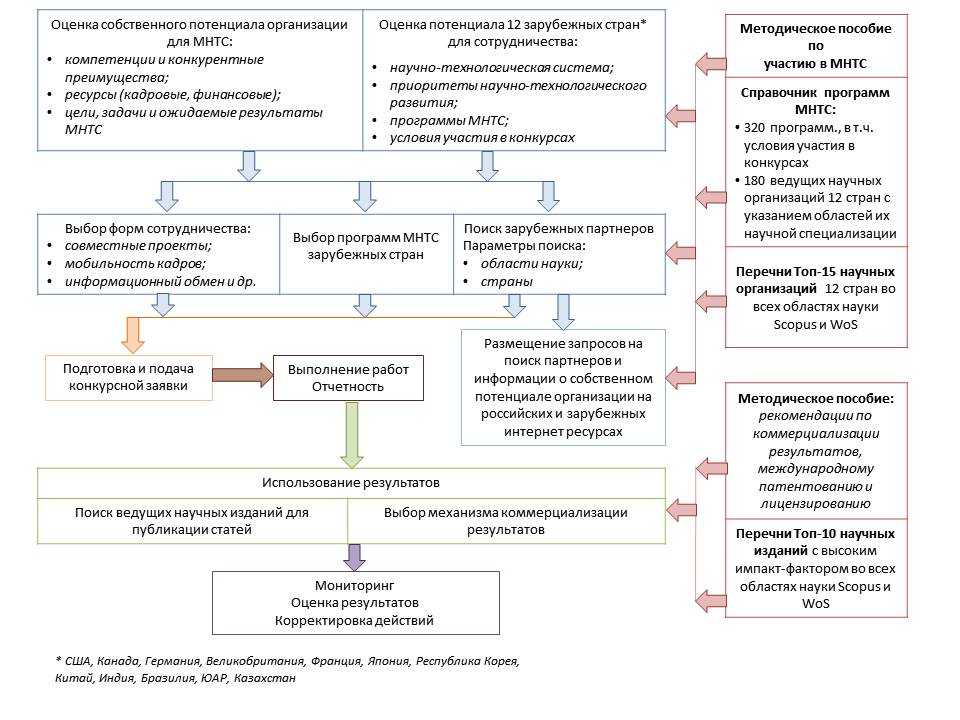 Оценка собственного потенциала организации
для МНТС:
• компетенции и конкурентные
преимущества;
• ресурсы (кадровые, финансовые);
• цели, задачи и ожидаемые результаты
МНТС
Оценка потенциала 12 зарубежных стран*
для сотрудничества:
• научно-технологическая система;
• приоритеты научно-технологического
развития;
• программы МНТС;
• условия участия в конкурсах
Методическое пособие
по
участию в МНТС
Справочник программ
МНТС:
• 320 программ., в т.ч.
условия участия в
конкурсах
• 180 ведущих научных
организаций 12 стран с
указанием областей их
научной специализации
Перечни Топ-15 научных
организаций 12 стран во
всех областях науки
Scopus и WoS
Выбор форм сотрудничества:
• совместные проекты;
• мобильность кадров;
• информационный обмен и др.
Выбор программ МНТС
зарубежных стран
Поиск зарубежных партнеров
Параметры поиска:
• области науки;
• страны
Подготовка и подача
конкурсной заявки
Выполнение работ
Отчетность
Размещение запросов на
поиск партнеров и
информации о собственном
потенциале организации на
российских и зарубежных
интернет ресурсах
Методическое пособие:
рекомендации по
коммерциализации
результатов,
международному
патентованию и
лицензированию
Перечни Топ-10 научных
изданий с высоким
импакт-фактором во всех
областях науки Scopus и
WoS
Использование результатов
Поиск ведущих научных изданий для
публикации статей
Выбор механизма коммерциализации
результатов
Мониторинг
Оценка результатов
Корректировка действий
* США, Канада, Германия, Великобритания, Франция, Япония, Республика Корея,
Китай, Индия, Бразилия, ЮАР, Казахстан